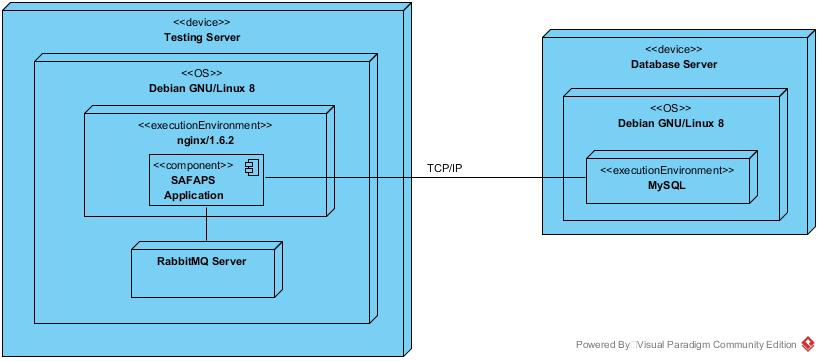 <<device>>
Testing Server
<<OS>>
Debian GNU/Linux 8
<<executionEnvironment>>
nginx/1.6.2
<<component>>
SAFAPS
Application
RabbitMQ Server
TCP/IP
<<device>>
Database Server
<<OS>>
Debian GNU/Linux 8
<<executionEnvironment>>
MySQL
Powered By Visual Paradigm Community Edition